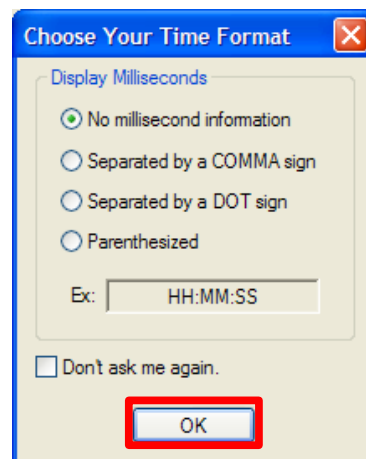 Choose Your Time Format
Display Milliseconds
No millisecond information
Separated by a COMMA sign
Separated by a DOT sign
Parenthesized
Ex: HH:MM:SS
Don't ask me again.
OK